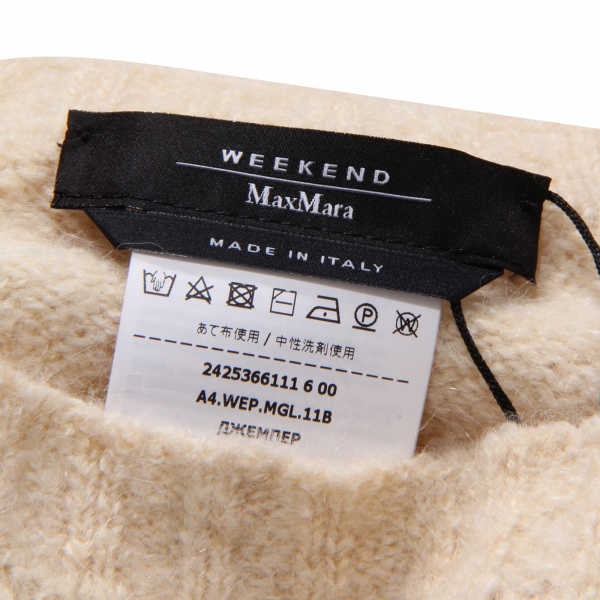 WEEKEND
MaxMara
MADE IN ITALY
P W
あて布使用 / 中性洗剤使用
2425366111 6 00
A4.WEP.MGL.11B
ДЖЕМПЕР